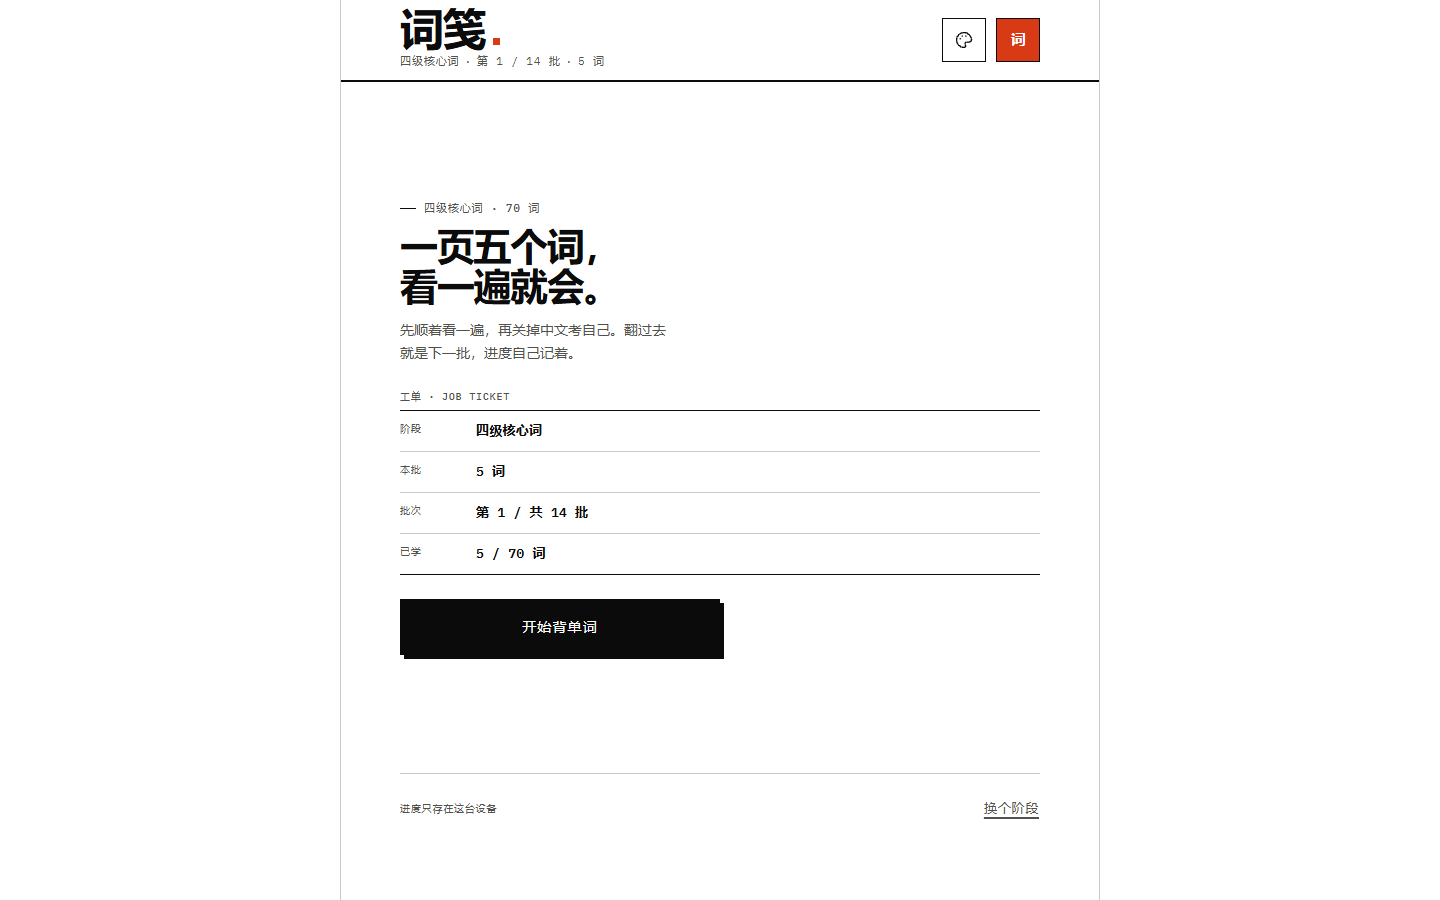 词笺.
四级核心词 · 第 1 / 14 批 · 5 词
词
四级核心词 · 70 词
一页五个词，
看一遍就会。
先顺着看一遍，再关掉中文考自己。翻过去
就是下一批，进度自己记着。
工单 · JOB TICKET
阶段 四级核心词
本批 5 词
批次 第 1 / 共 14 批
已学 5 / 70 词
开始背单词
进度只存在这台设备
换个阶段